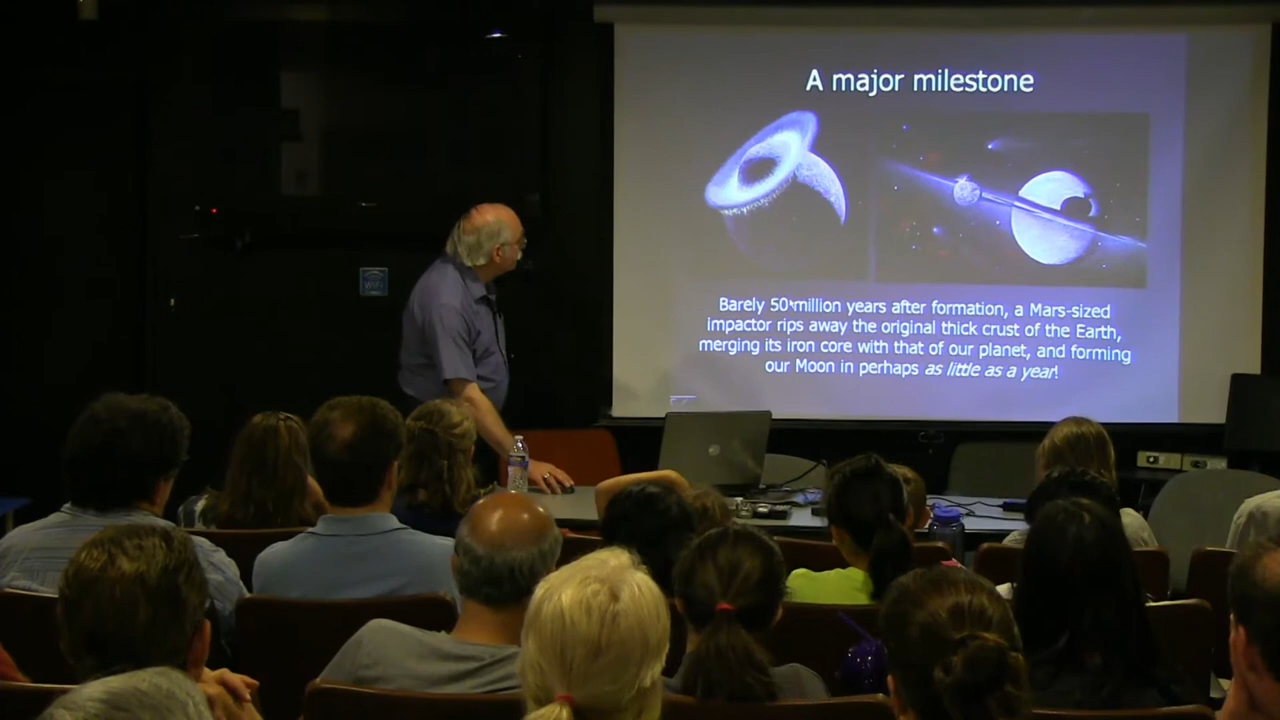 A major milestone
Barely 50 million years after formation, a Mars-sized
impactor rips away the original thick crust of the Earth,
merging its iron core with that of our planet, and forming
our Moon in perhaps as little as a year!
WiFi